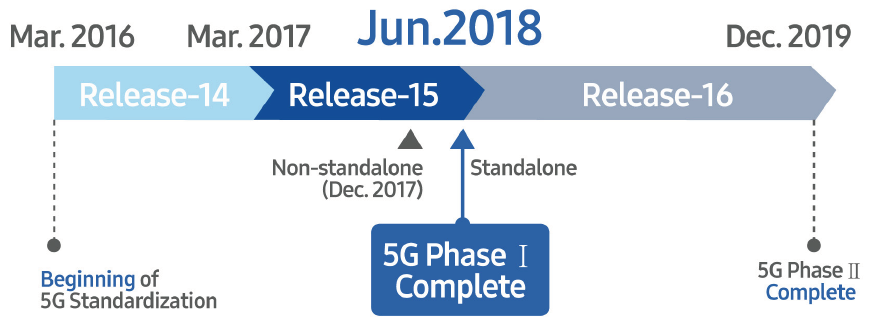 Mar. 2016
Mar. 2017
Jun.2018
Dec. 2019
Release-14
Release-15
Release-16
Non-standalone
(Dec. 2017)
Standalone
5G Phase Ⅰ
Complete
Beginning of
5G Standardization
5G Phase Ⅱ
Complete